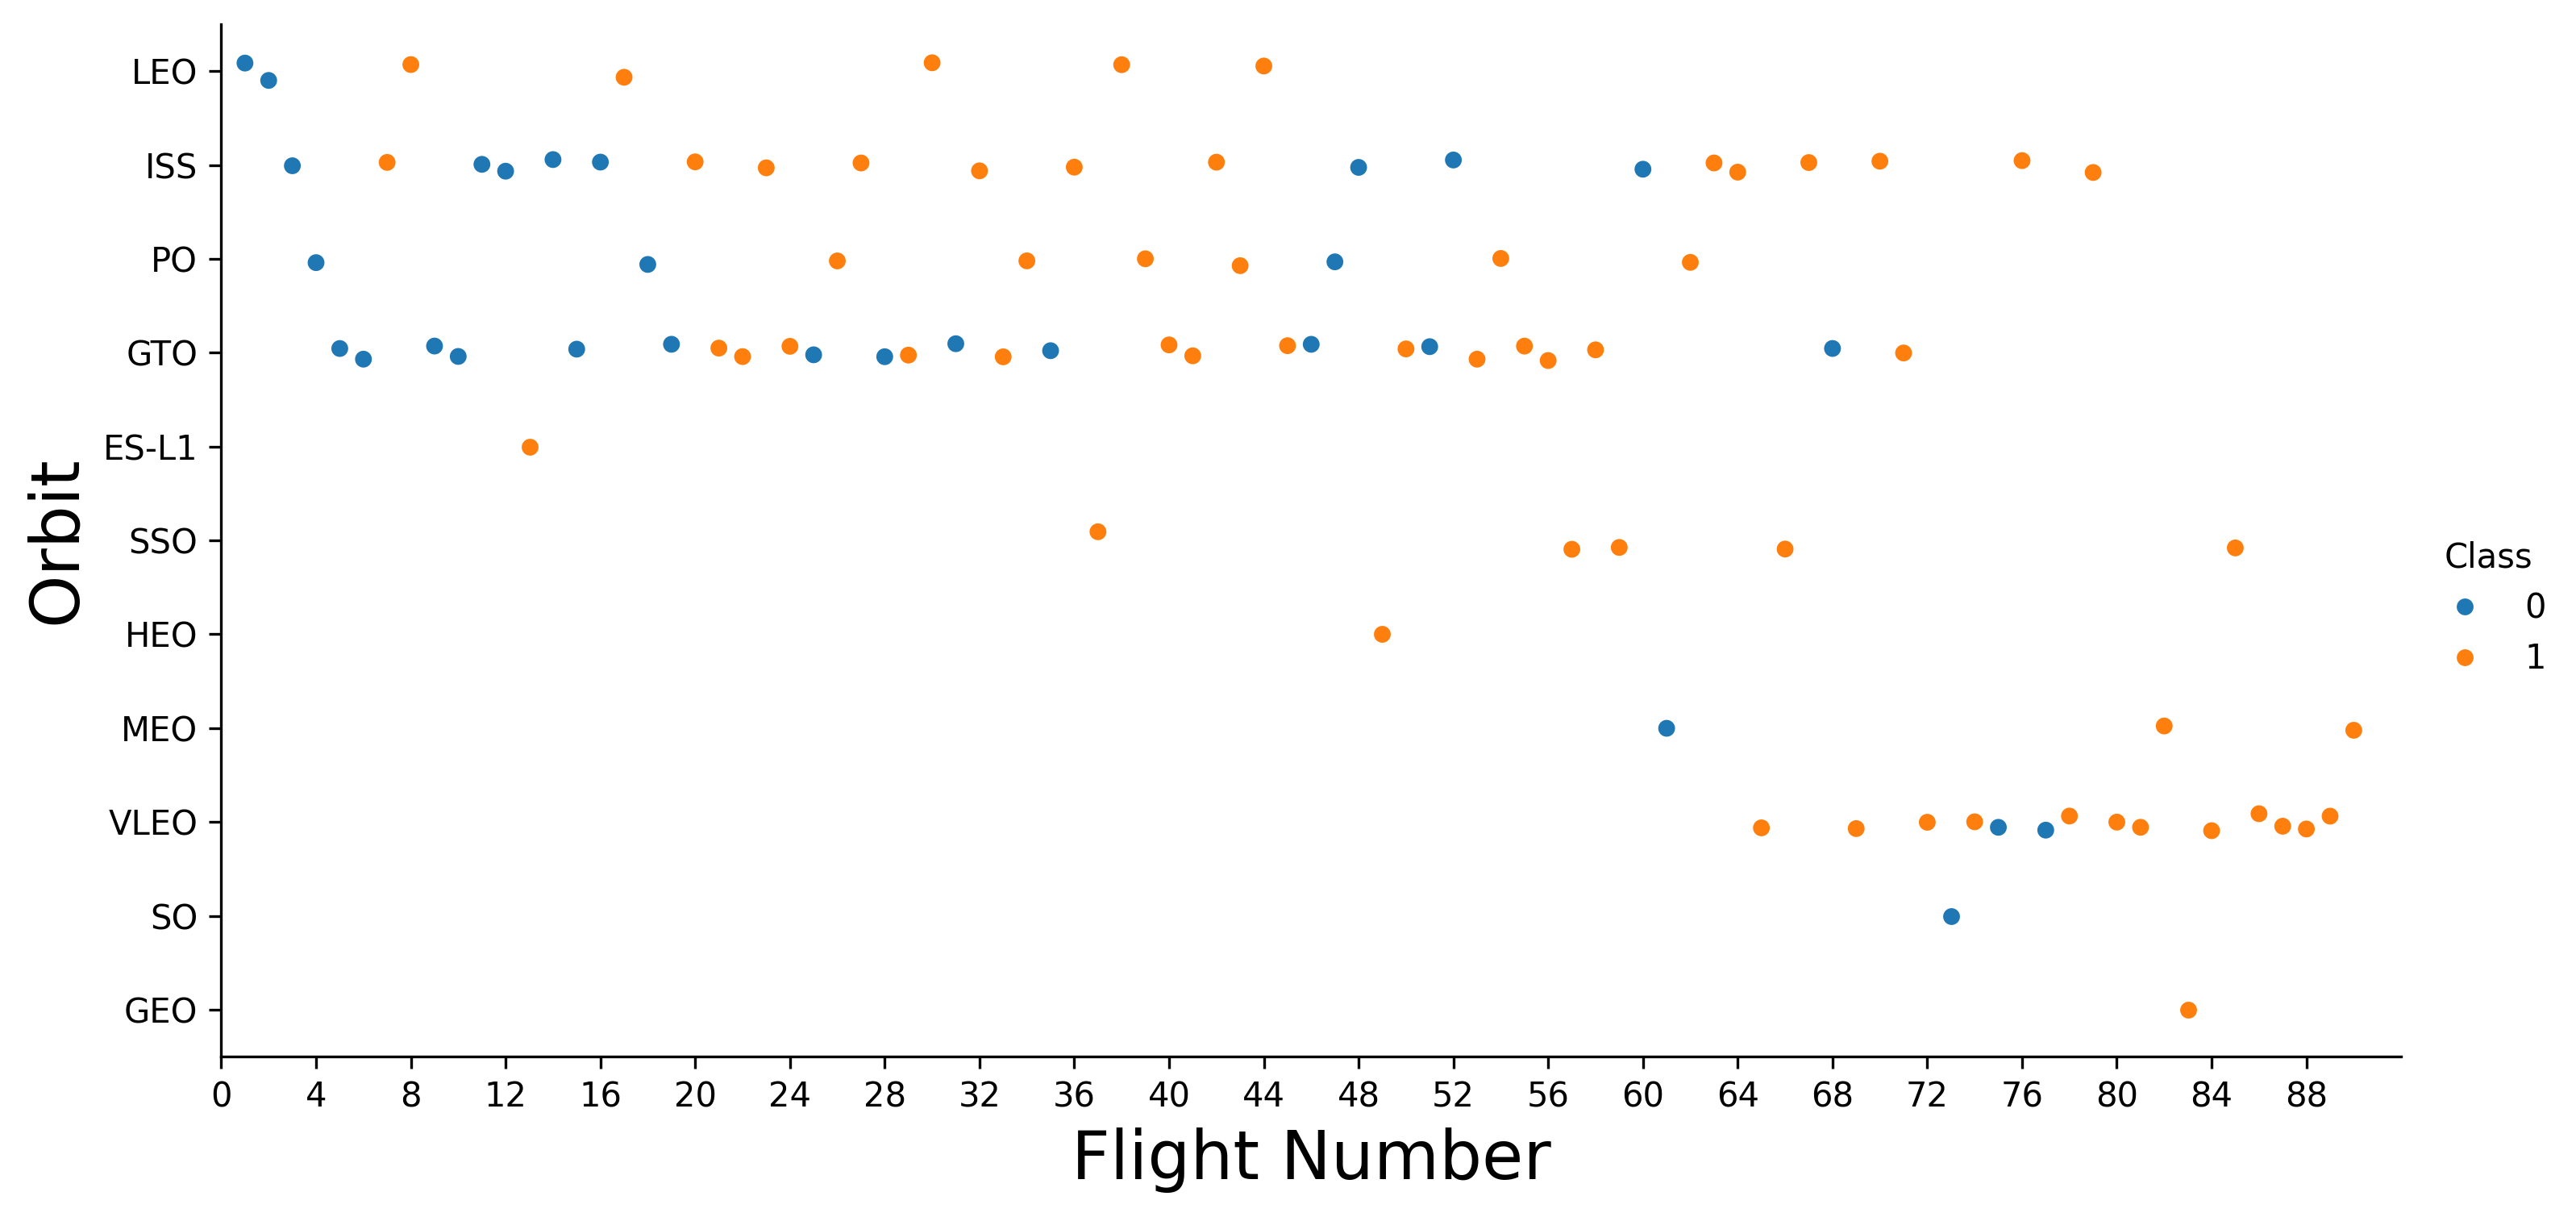 LEO
ISS
PO
GTO
ES-L1
SSO
HEO
MEO
VLEO
SO
GEO
Orbit
0 4 8 12 16 20 24 28 32 36 40 44 48 52 56 60 64 68 72 76 80 84 88
Flight Number
Class
0
1